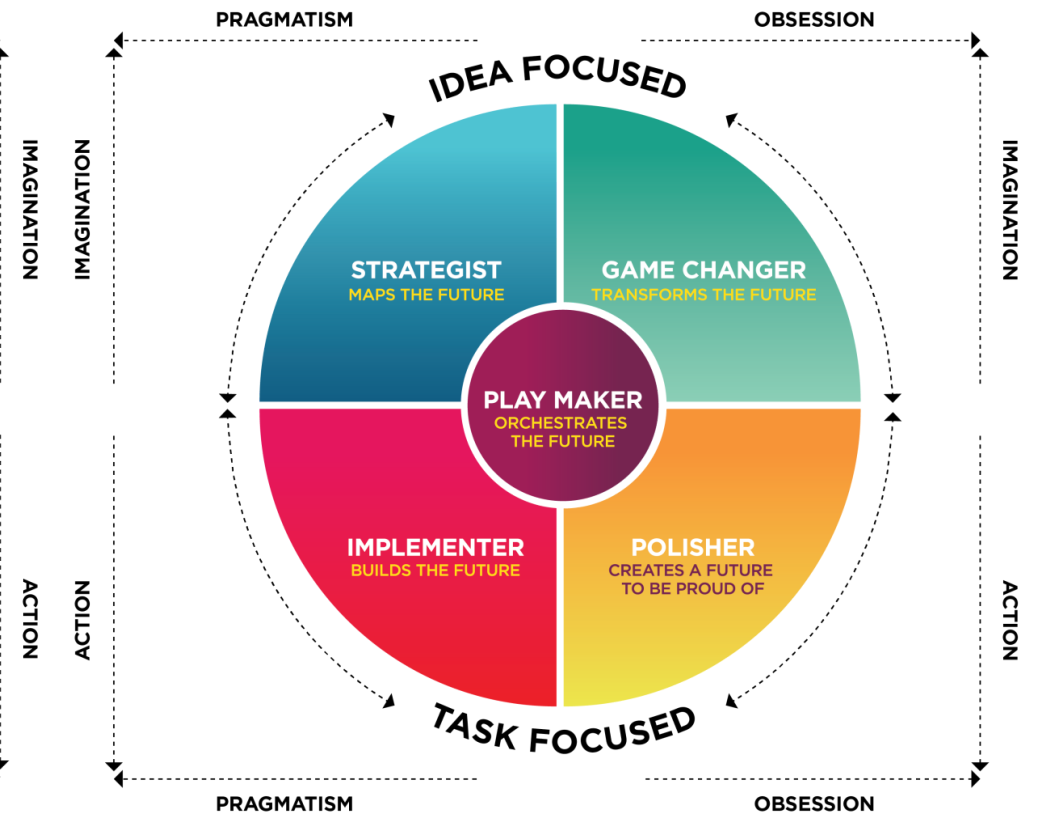 PRAGMATISM
OBSESSION
IDEA FOCUSED
IMAGINATION
IMAGINATION
IMAGINATION
STRATEGIST
MAPS THE FUTURE
GAME CHANGER
TRANSFORMS THE FUTURE
PLAY MAKER
ORCHESTRATES
THE FUTURE
IMPLEMENTER
BUILDS THE FUTURE
POLISHER
CREATES A FUTURE
TO BE PROUD OF
ACTION
ACTION
ACTION
TASK FOCUSED
PRAGMATISM
OBSESSION